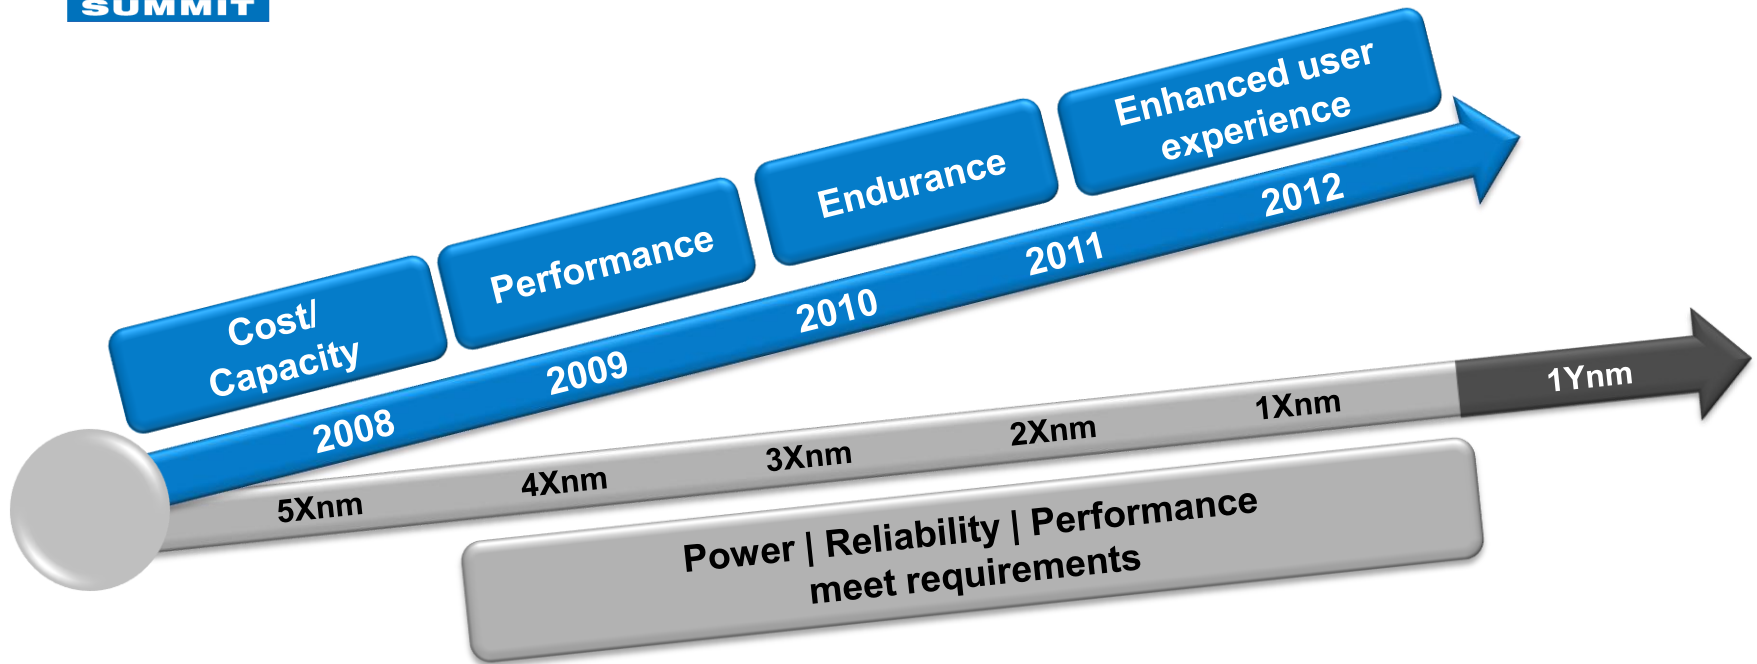 SUMMIT
Enhanced user
experience
Endurance
Performance
Cost/
Capacity
2008
2009
2010
2011
2012
5Xnm
4Xnm
3Xnm
2Xnm
1Xnm
1Ynm
Power | Reliability | Performance
meet requirements